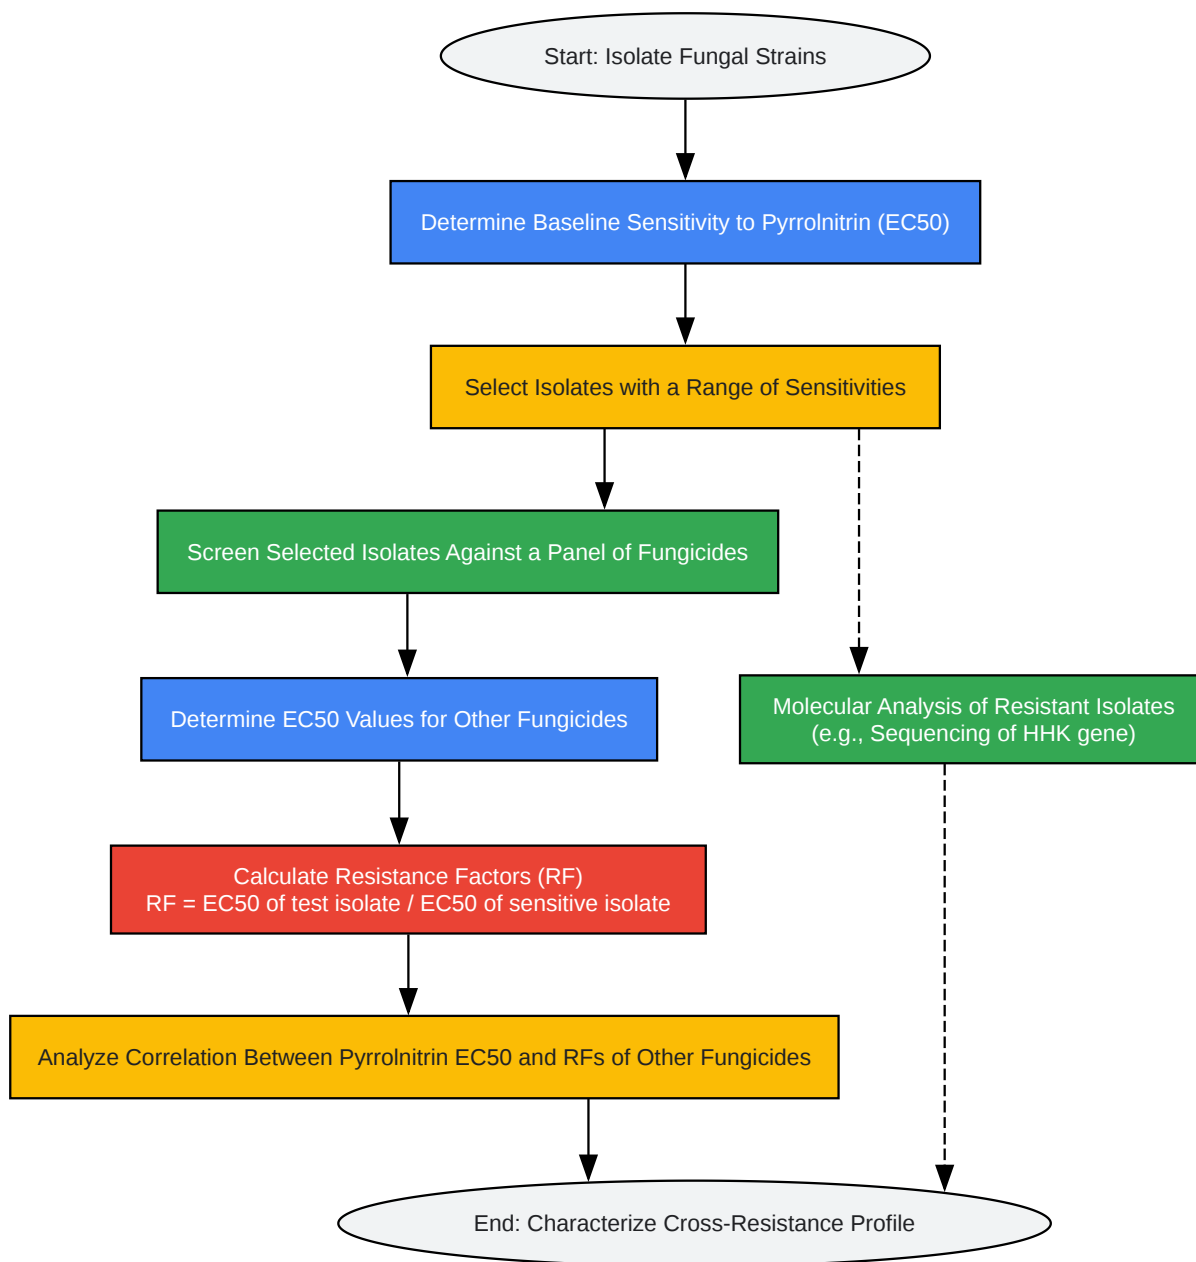 Start: Isolate Fungal Strains
Determine Baseline Sensitivity to Pyrrolnitrin (EC50)
Select Isolates with a Range of Sensitivities
Screen Selected Isolates Against a Panel of Fungicides
Determine EC50 Values for Other Fungicides
Molecular Analysis of Resistant Isolates
(e.g., Sequencing of HHK gene)
Calculate Resistance Factors (RF)
RF = EC50 of test isolate / EC50 of sensitive isolate
Analyze Correlation Between Pyrrolnitrin EC50 and RFs of Other Fungicides
End: Characterize Cross-Resistance Profile